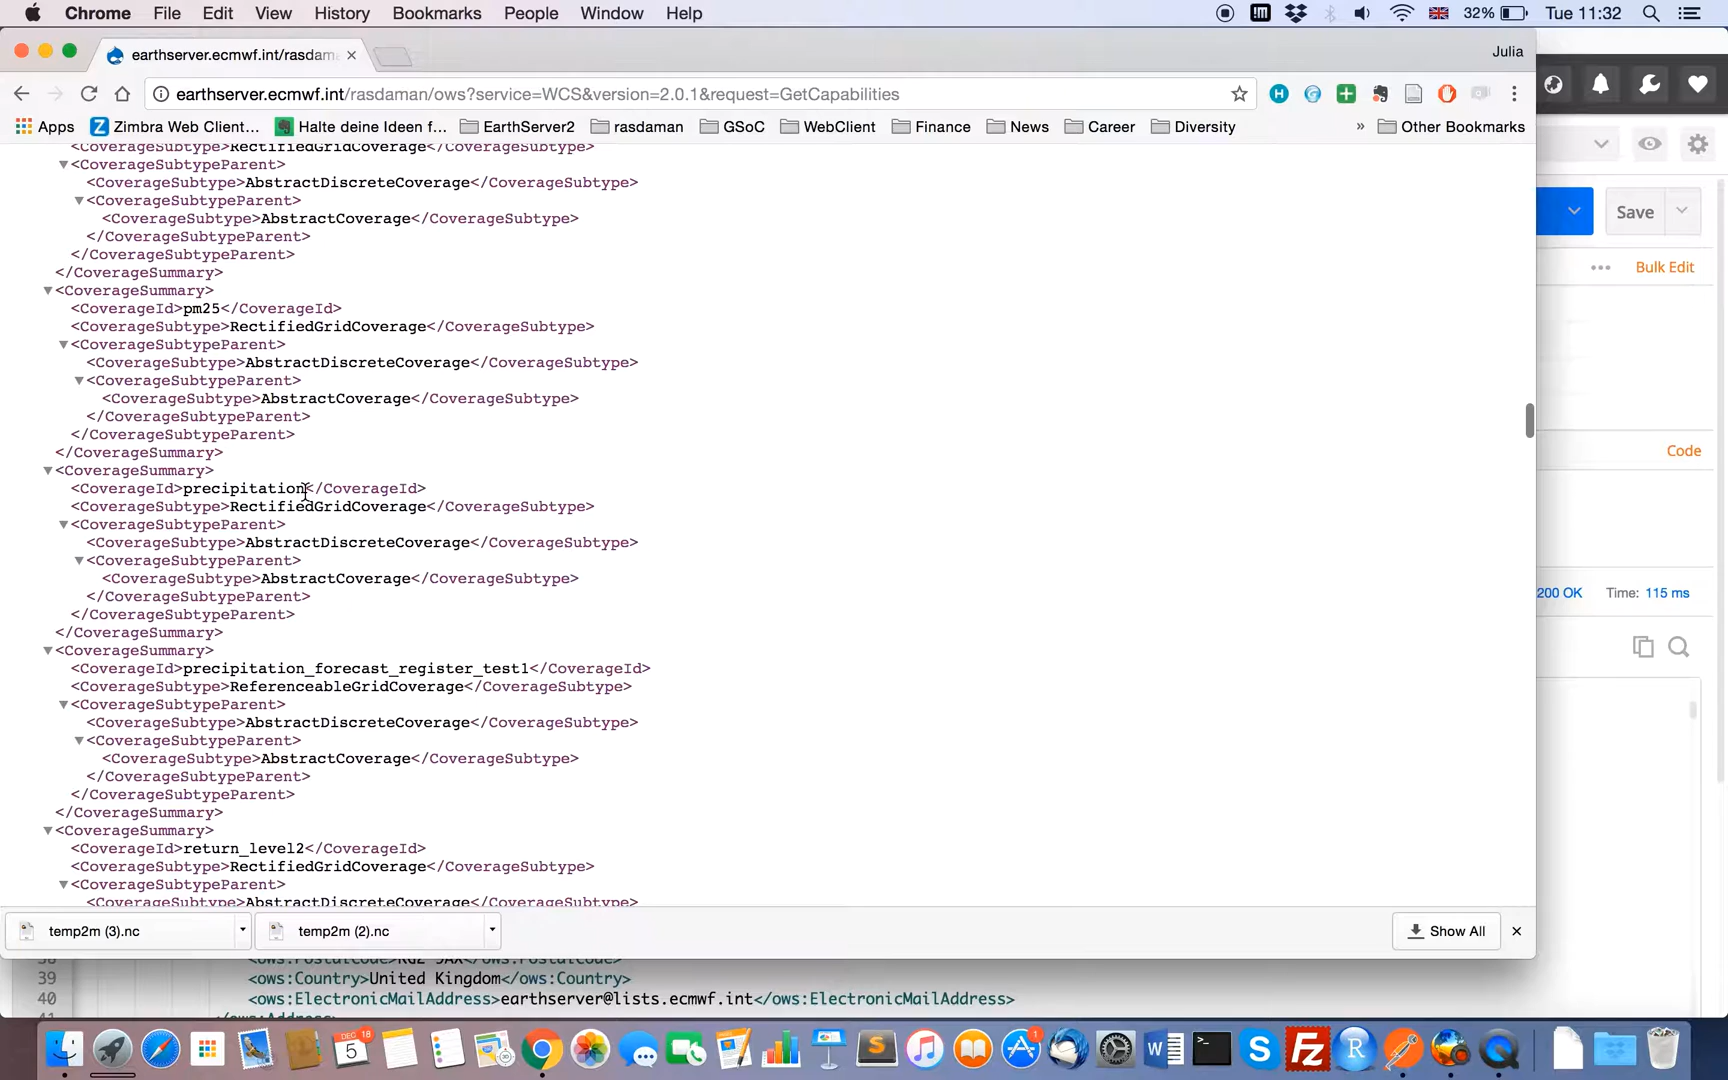 Chrome File Edit View History Bookmarks People Window Help 32% Tue 11:32
earthserver.ecmwf.int/rasdam Julia
earthserver.ecmwf.int/rasdaman/ows?service=WCS&version=2.0.1&request=GetCapabilities
Apps Zimbra Web Client... Halte deine Ideen f... EarthServer2 rasdaman GSoC WebClient Finance News Career Diversity » Other Bookmarks
<CoverageSubtype>RectifiedGridCoverage</CoverageSubtype>
<CoverageSubtypeParent>
<CoverageSubtype>AbstractDiscreteCoverage</CoverageSubtype>
<CoverageSubtypeParent>
<CoverageSubtype>AbstractCoverage</CoverageSubtype>
</CoverageSubtypeParent>
</CoverageSubtypeParent>
</CoverageSummary>
<CoverageSummary>
<CoverageId>pm25</CoverageId>
<CoverageSubtype>RectifiedGridCoverage</CoverageSubtype>
<CoverageSubtypeParent>
<CoverageSubtype>AbstractDiscreteCoverage</CoverageSubtype>
<CoverageSubtypeParent>
<CoverageSubtype>AbstractCoverage</CoverageSubtype>
</CoverageSubtypeParent>
</CoverageSubtypeParent>
</CoverageSummary>
<CoverageSummary>
<CoverageId>precipitation</CoverageId>
<CoverageSubtype>RectifiedGridCoverage</CoverageSubtype>
<CoverageSubtypeParent>
<CoverageSubtype>AbstractDiscreteCoverage</CoverageSubtype>
<CoverageSubtypeParent>
<CoverageSubtype>AbstractCoverage</CoverageSubtype>
</CoverageSubtypeParent>
</CoverageSubtypeParent>
</CoverageSummary>
<CoverageSummary>
<CoverageId>precipitation_forecast_register_test1</CoverageId>
<CoverageSubtype>ReferenceableGridCoverage</CoverageSubtype>
<CoverageSubtypeParent>
<CoverageSubtype>AbstractDiscreteCoverage</CoverageSubtype>
<CoverageSubtypeParent>
<CoverageSubtype>AbstractCoverage</CoverageSubtype>
</CoverageSubtypeParent>
</CoverageSubtypeParent>
</CoverageSummary>
<CoverageSummary>
<CoverageId>return_level2</CoverageId>
<CoverageSubtype>RectifiedGridCoverage</CoverageSubtype>
<CoverageSubtypeParent>
<CoverageSubtype>AbstractDiscreteCoverage</CoverageSubtype>
Save
Bulk Edit
Code
200 OK Time: 115 ms
temp2m (3).nc temp2m (2).nc Show All
39 <ows:Country>United Kingdom</ows:Country>
40 <ows:ElectronicMailAddress>earthserver@lists.ecmwf.int</ows:ElectronicMailAddress>
DEC 5